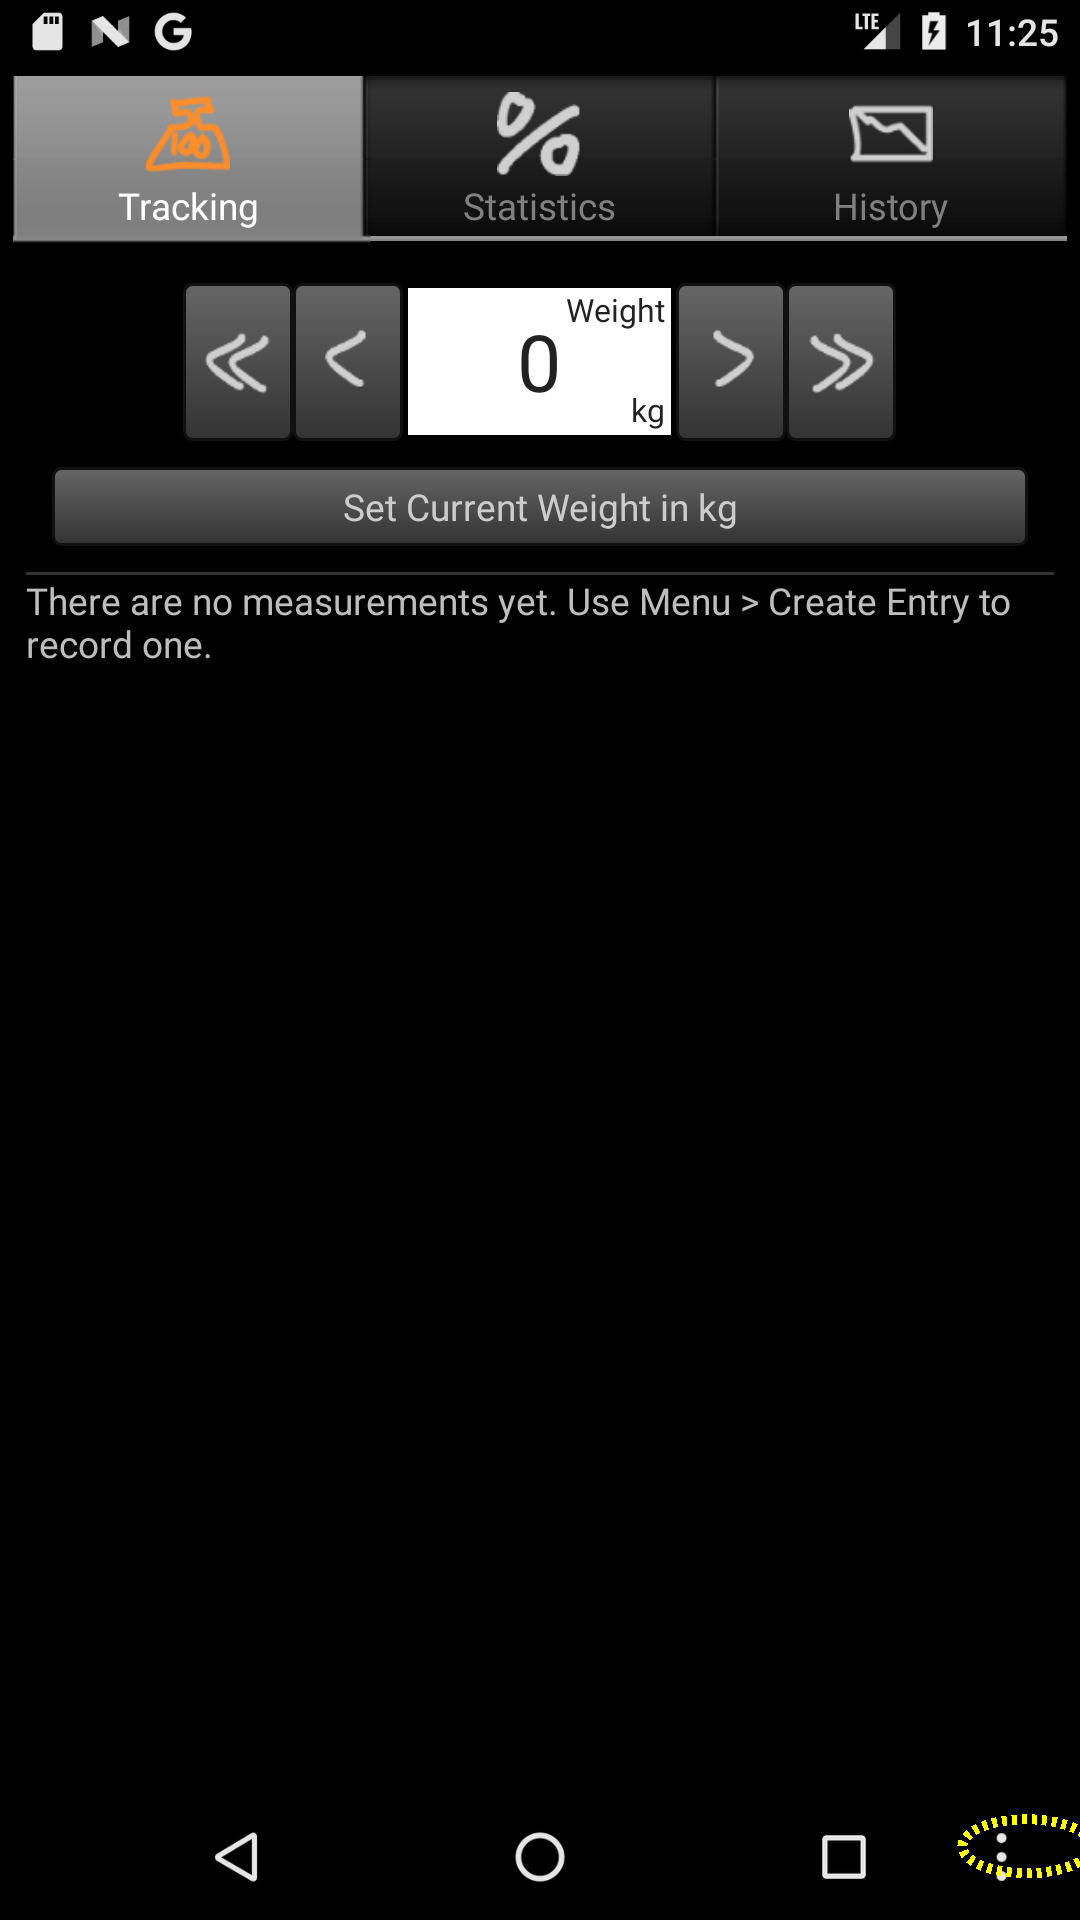 LTE 11:25
100
Tracking Statistics History
Weight
0
kg
Set Current Weight in kg
There are no measurements yet. Use Menu > Create Entry to
record one.